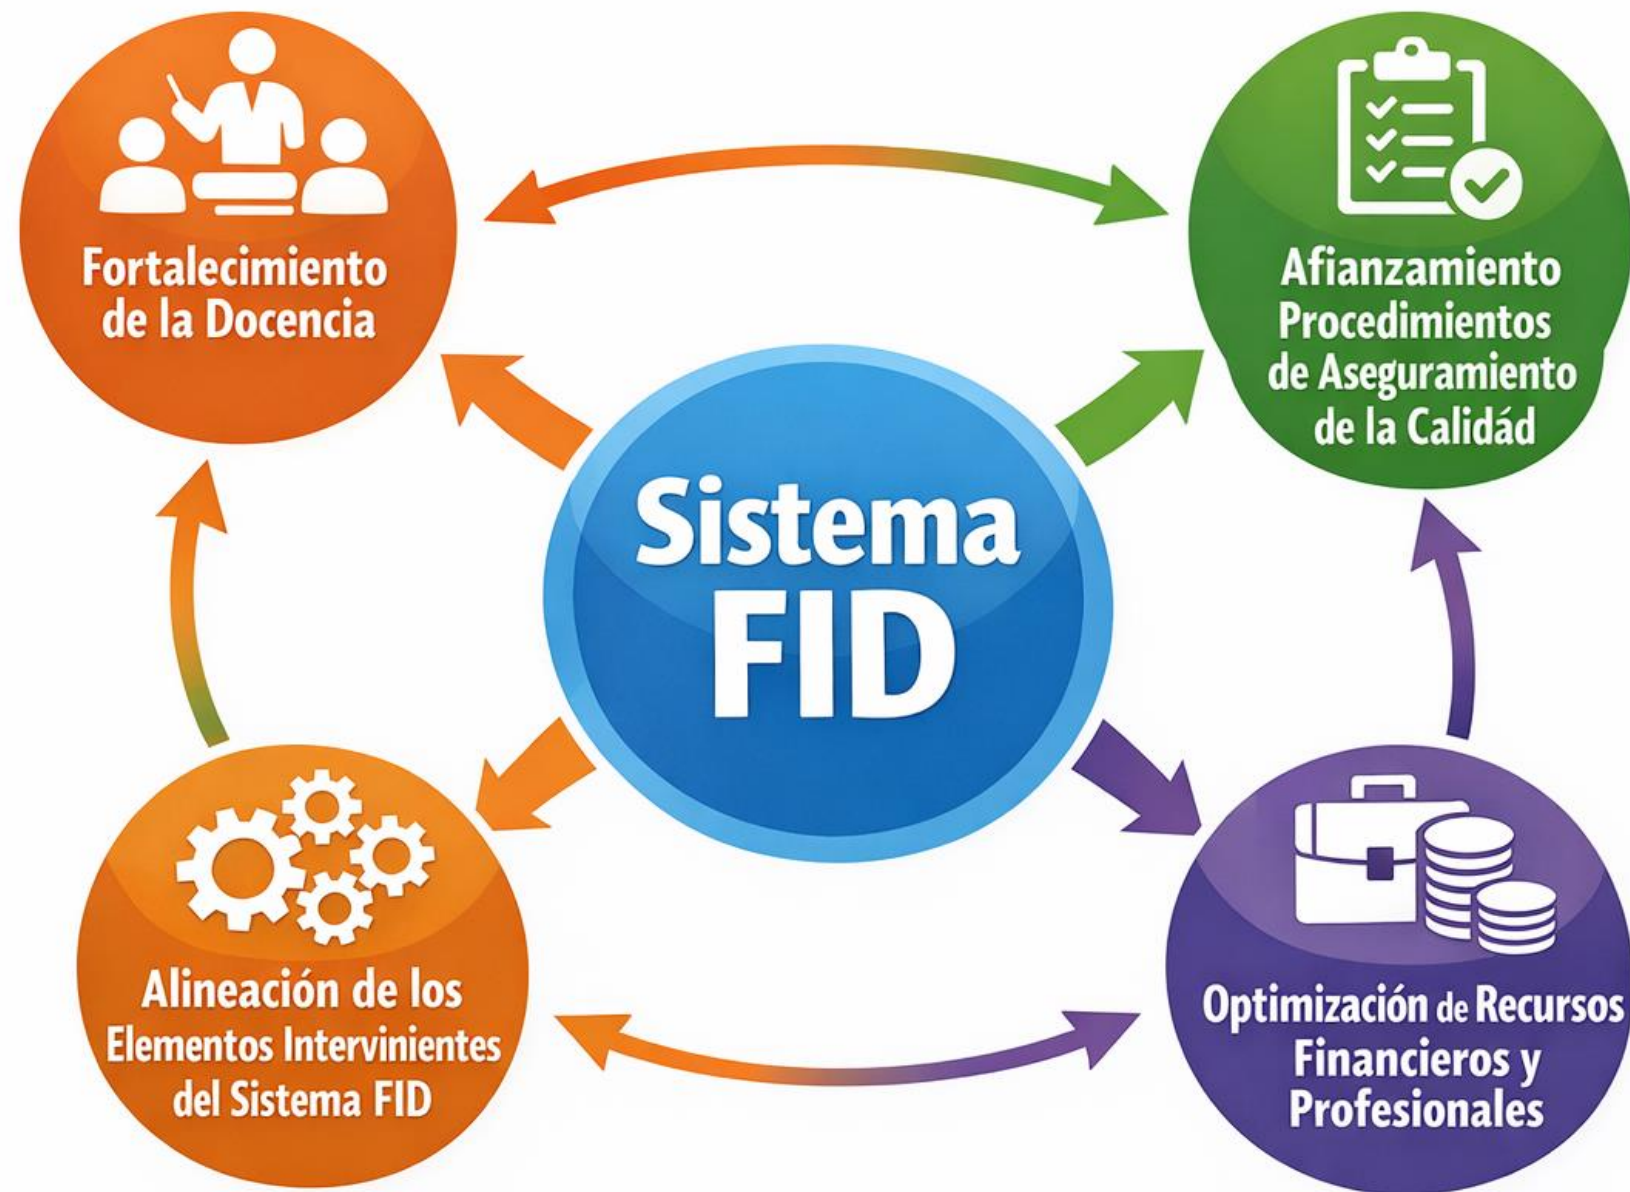 Fortalecimiento
de la Docencia
Afianzamiento
Procedimientos
de Aseguramiento
de la Calidád
Sistema
FID
Alineación de los
Elementos Intervinientes
del Sistema FID
Optimización de Recursos
Financieros y
Profesionales